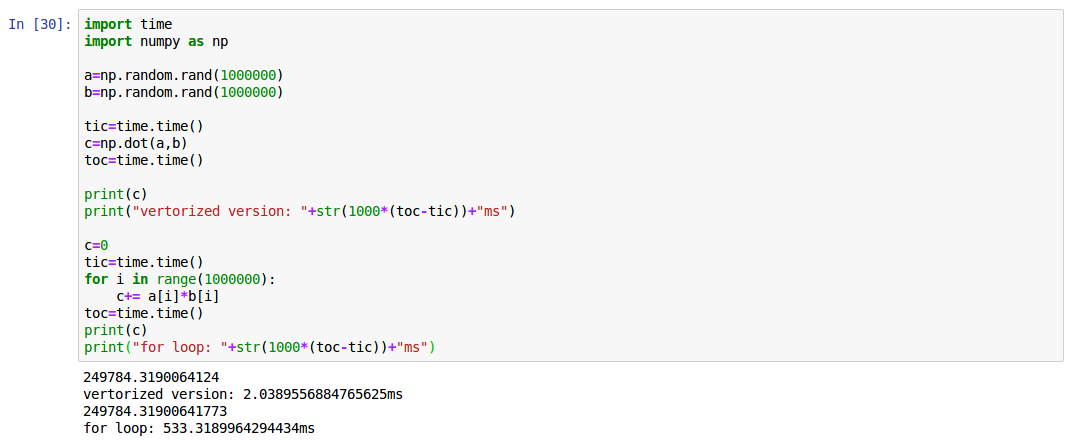 In [30]: import time
import numpy as np
a=np.random.rand(1000000)
b=np.random.rand(1000000)
tic=time.time()
c=np.dot(a,b)
toc=time.time()
print(c)
print("vertorized version: "+str(1000*(toc-tic))+"ms")
c=0
tic=time.time()
for i in range(1000000):
    c+= a[i]*b[i]
toc=time.time()
print(c)
print("for loop: "+str(1000*(toc-tic))+"ms")
249784.3190064124
vertorized version: 2.0389556884765625ms
249784.31900641773
for loop: 533.3189964294434ms